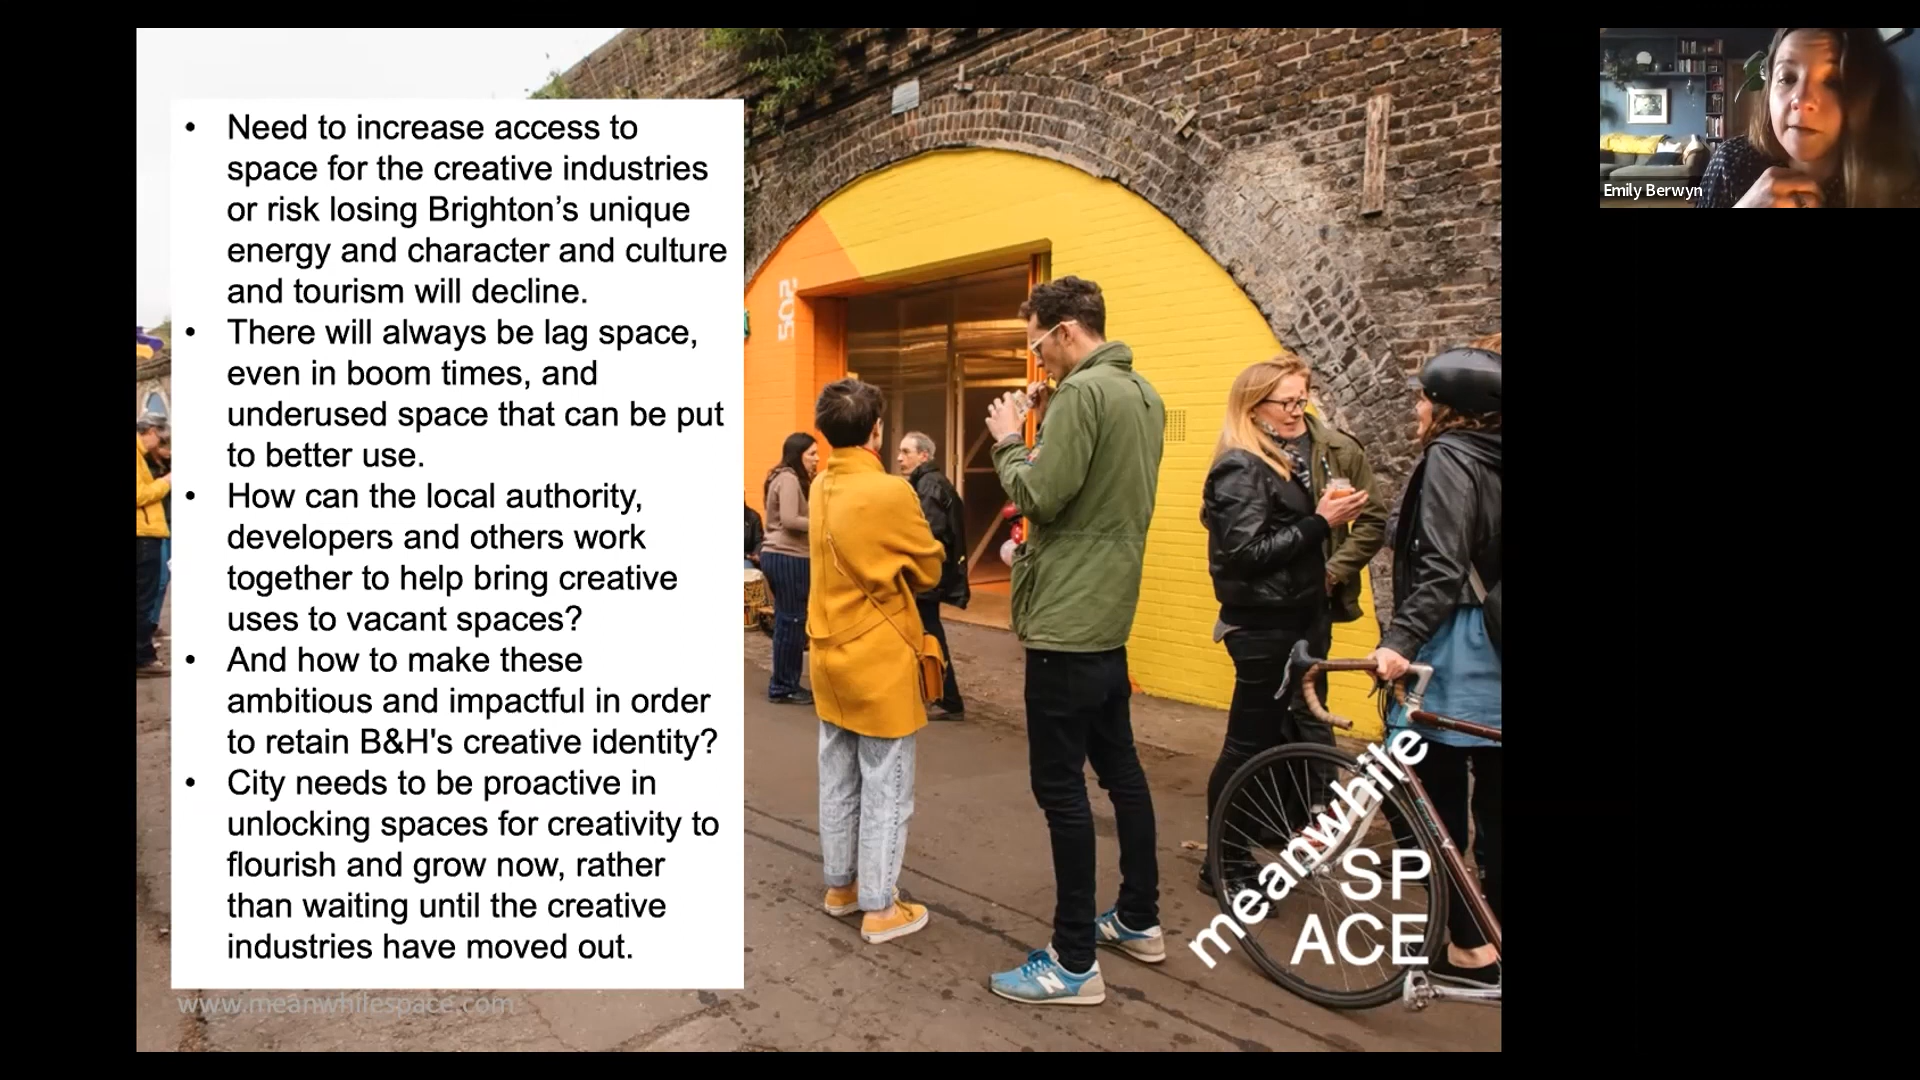 • Need to increase access to
space for the creative industries
or risk losing Brighton’s unique
energy and character and culture
and tourism will decline.
• There will always be lag space,
even in boom times, and
underused space that can be put
to better use.
• How can the local authority,
developers and others work
together to help bring creative
uses to vacant spaces?
• And how to make these
ambitious and impactful in order
to retain B&H's creative identity?
• City needs to be proactive in
unlocking spaces for creativity to
flourish and grow now, rather
than waiting until the creative
industries have moved out.
www.meanwhilespace.com
502
meanwhile
SP
ACE
Emily Berwyn